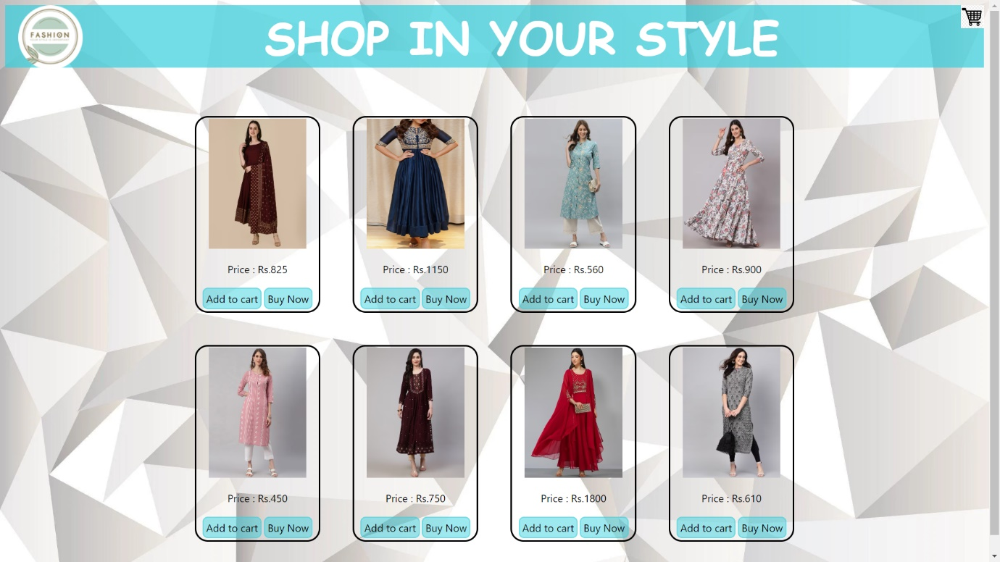 FASHION
SHOP IN YOUR STYLE
Price : Rs.825
Add to cart
Buy Now
Price : Rs.1150
Add to cart
Buy Now
Price : Rs.560
Add to cart
Buy Now
Price : Rs.900
Add to cart
Buy Now
Price : Rs.450
Add to cart
Buy Now
Price : Rs.750
Add to cart
Buy Now
Price : Rs.1800
Add to cart
Buy Now
Price : Rs.610
Add to cart
Buy Now